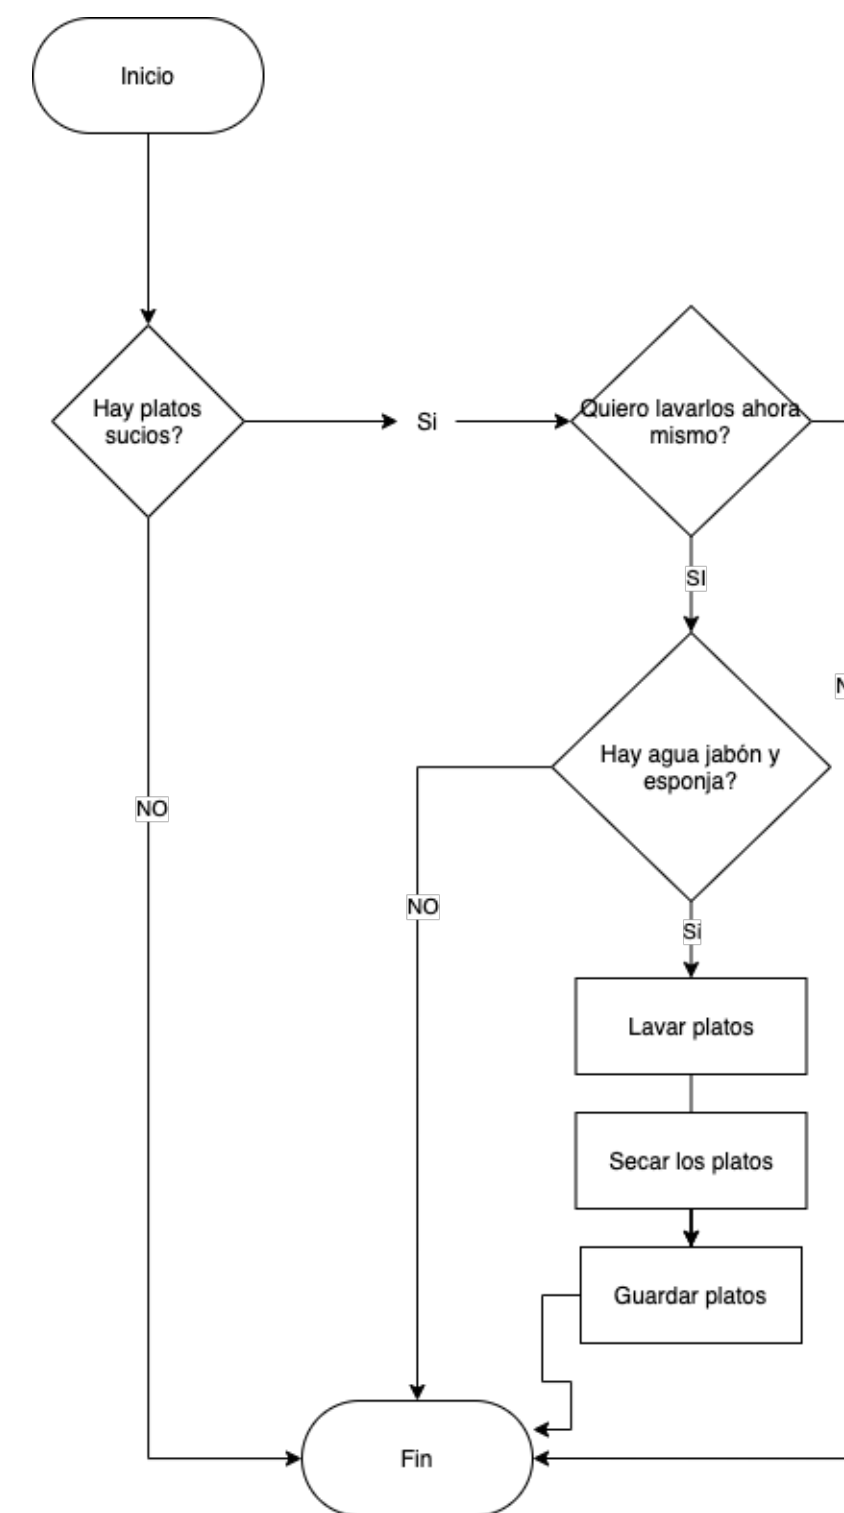 Inicio
Hay platos
sucios?
Si
Quiero lavarlos ahora
mismo?
SI
Hay agua jabón y
esponja?
NO
NO
Si
Lavar platos
Secar los platos
Guardar platos
Fin